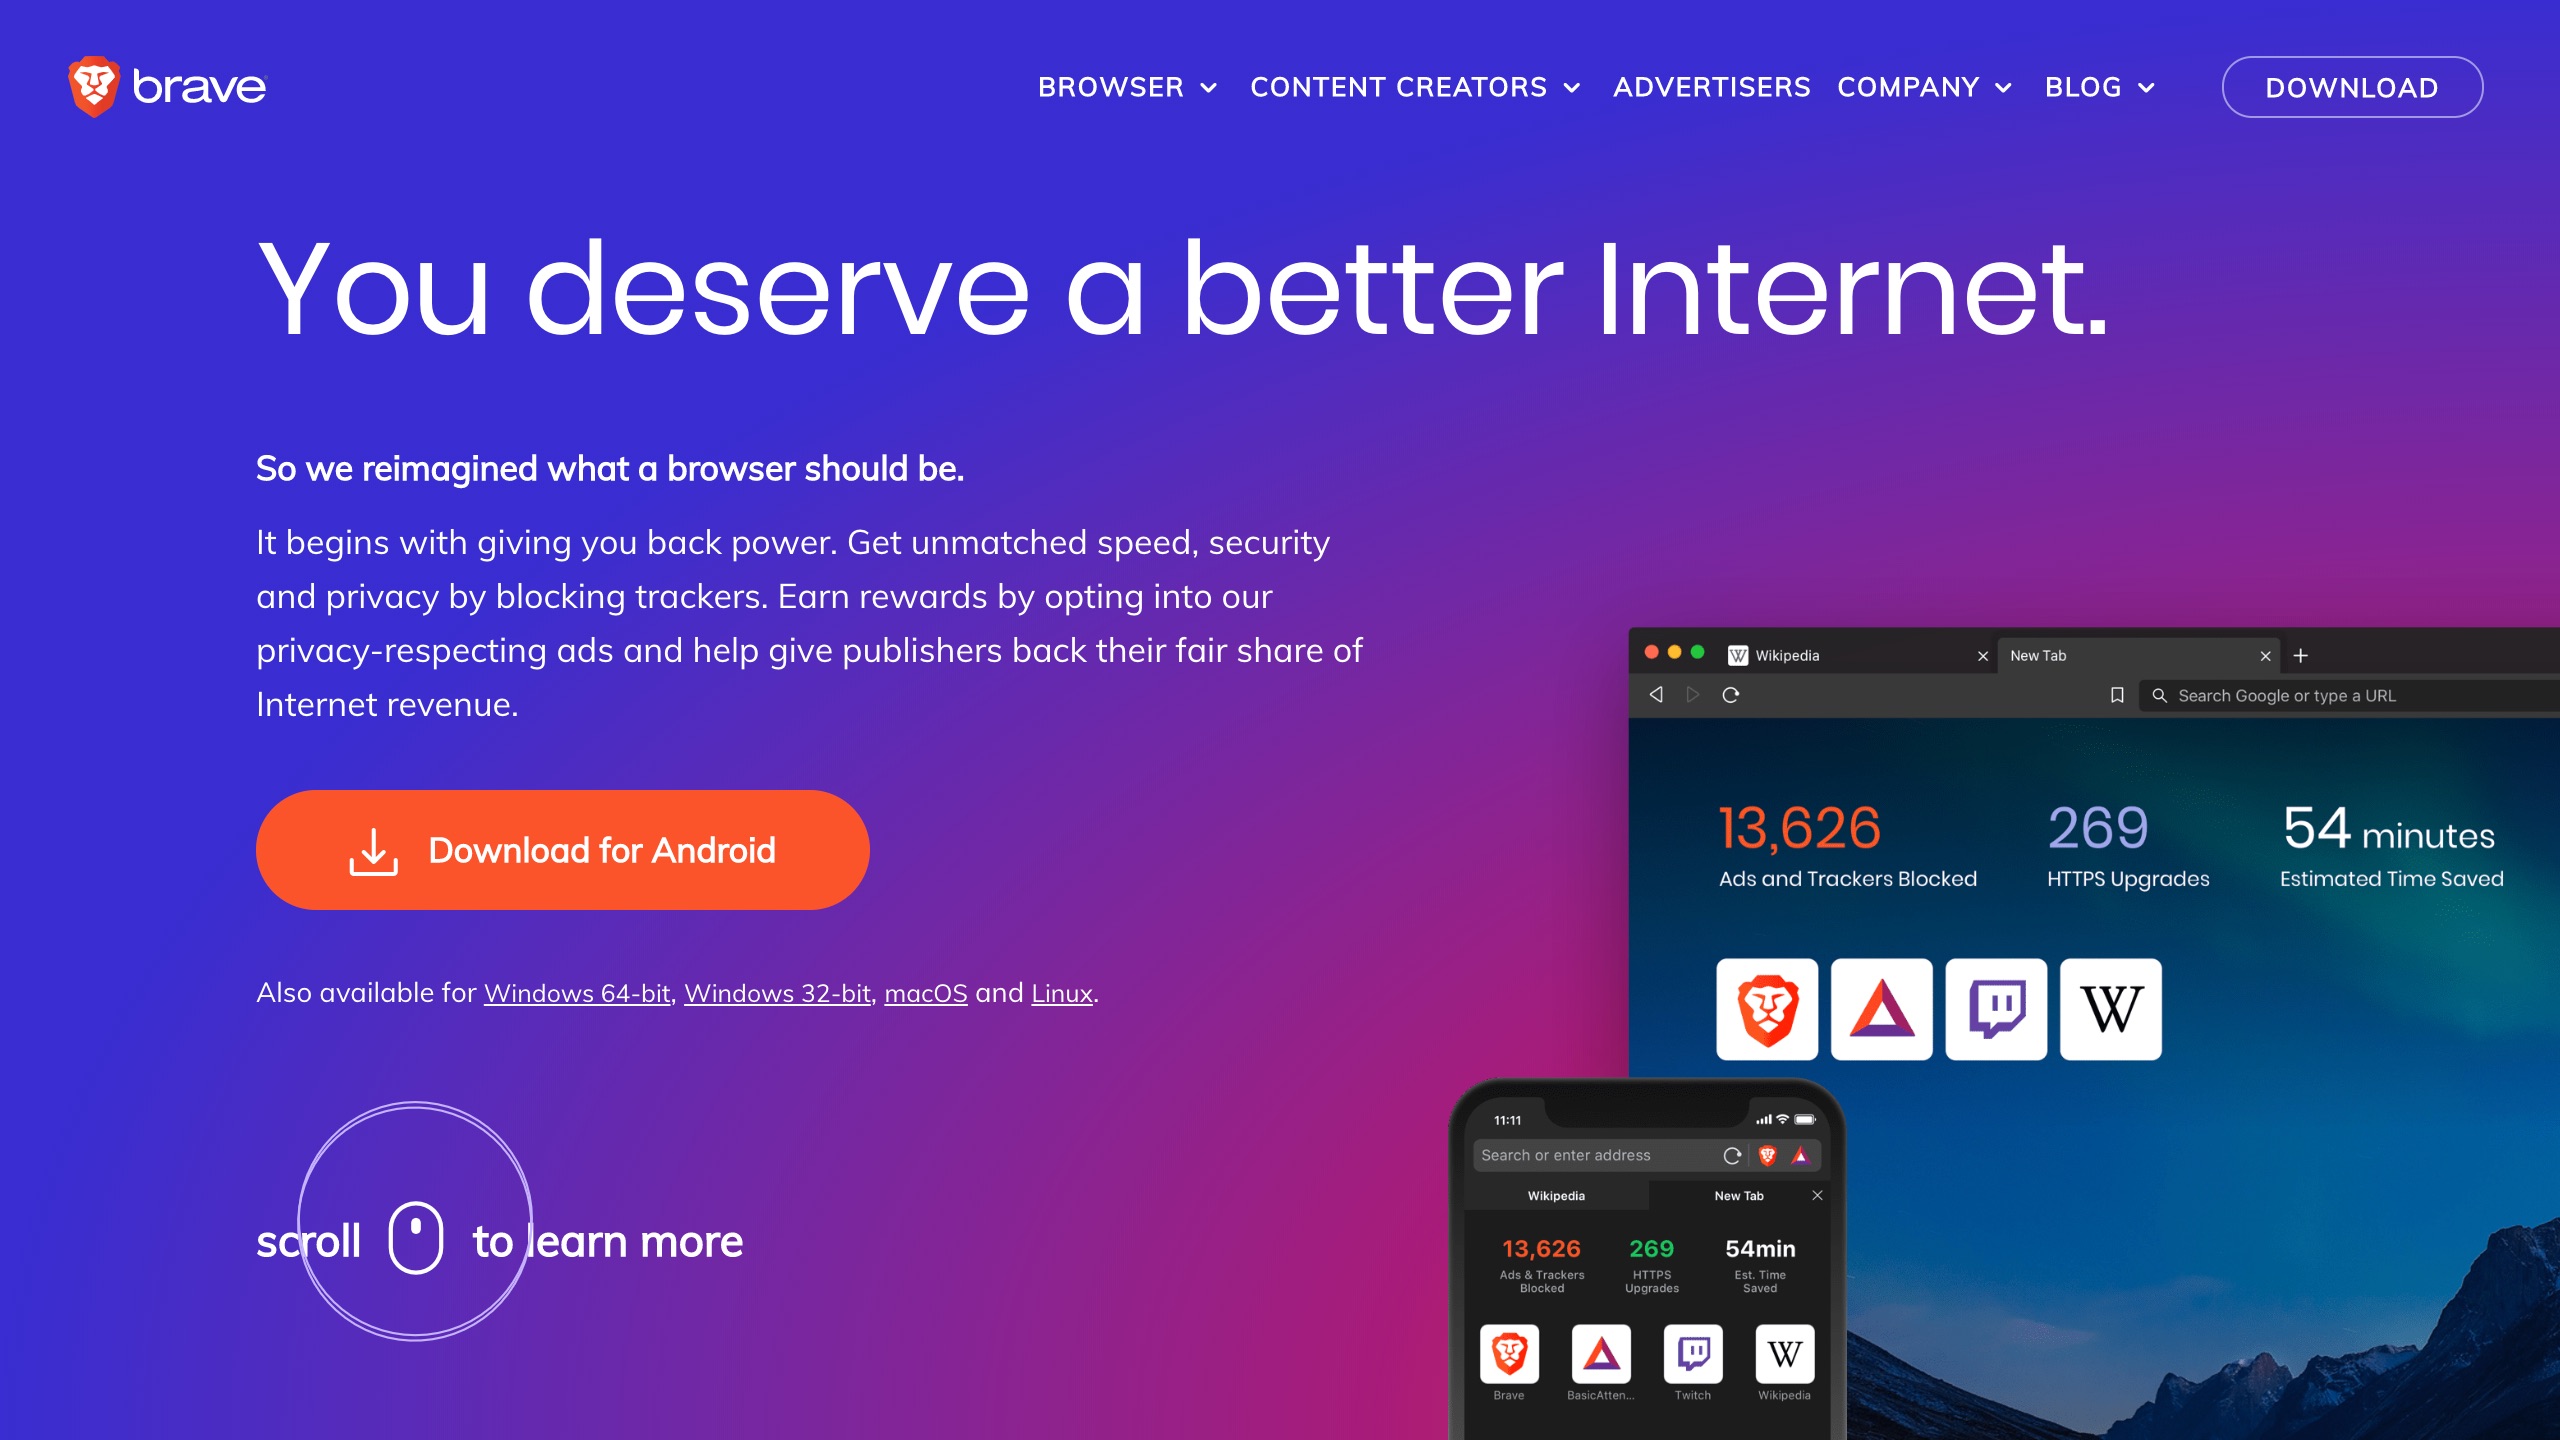 brave
BROWSER
CONTENT CREATORS
ADVERTISERS
COMPANY
BLOG
DOWNLOAD
You deserve a better Internet.
So we reimagined what a browser should be.
It begins with giving you back power. Get unmatched speed, security
and privacy by blocking trackers. Earn rewards by opting into our
privacy-respecting ads and help give publishers back their fair share of
Internet revenue.
Download for Android
Also available for Windows 64-bit, Windows 32-bit, macOS and Linux.
scroll to learn more
Wikipedia
New Tab
Search Google or type a URL
13,626
Ads and Trackers Blocked
269
HTTPS Upgrades
54 minutes
Estimated Time Saved
W
11:11
Search or enter address
Wikipedia
New Tab
13,626
Ads & Trackers
Blocked
269
HTTPS
Upgrades
54min
Est. Time
Saved
W
Brave
BasicAtten...
Twitch
Wikipedia